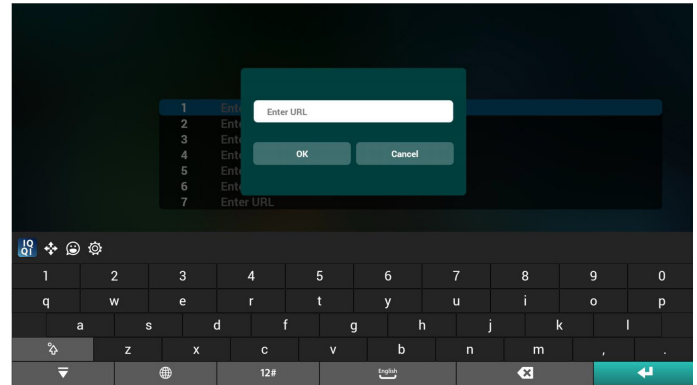 Enter URL
OK Cancel
1 Ente
2 Ente
3 Ente
4 Ente
5 Ente
6 Ente
7 Enter URL
IQ
QI
1 2 3 4 5 6 7 8 9 0
q w e r t y u i o p
a s d f g h j k l
z x c v b n m , .
12# English